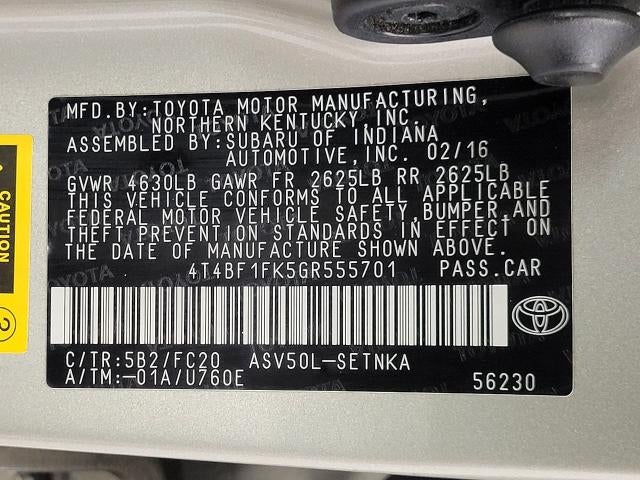 MFD.BY:TOYOTA MOTOR MANUFACTURING,
NORTHERN KENTUCKY,INC.
ASSEMBLED BY:SUBARU OF INDIANA
AUTOMOTIVE,INC. 02/16
GVWR 4630LB GAWR FR 2625LB RR 2625LB
THIS VEHICLE CONFORMS TO ALL APPLICABLE
FEDERAL MOTOR VEHICLE SAFETY,BUMPER,AND
THEFT PREVENTION STANDARDS IN EFFECT ON
THE DATE OF MANUFACTURE SHOWN ABOVE.
4T4BF1FK5GR555701 PASS.CAR
C/TR:5B2/FC20 ASV50L-SETNKA
A/TM:-01A/U760E 56230
CAUTION
2